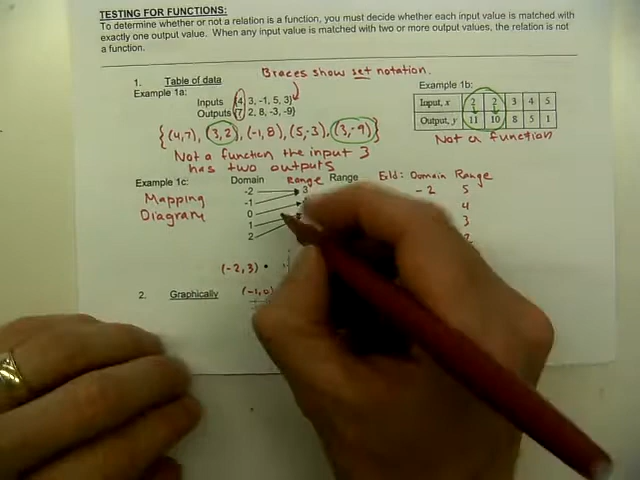 TESTING FOR FUNCTIONS:
To determine whether or not a relation is a function, you must decide whether each input value is matched with
exactly one output value. When any input value is matched with two or more output values, the relation is not
a function.
Braces show set notation.
1. Table of data
Example 1a:
Inputs {4, 3, -1, 5, 3}
Outputs {7, 2, 8, -3, -9}
{(4,7), (3,2), (-1,8), (5,-3), (3,-9)}
Not a function the input 3
has two outputs
Example 1b:
Input, x 2 2 3 4 5
Output, y 11 10 8 5 1
Not a function
Example 1c:
Mapping
Diagram
Domain Range Range
-2 3
-1
0
1
2
E1d: Domain Range
-2 5
4
3
2
(-2,3)
2. Graphically
(-1,0)